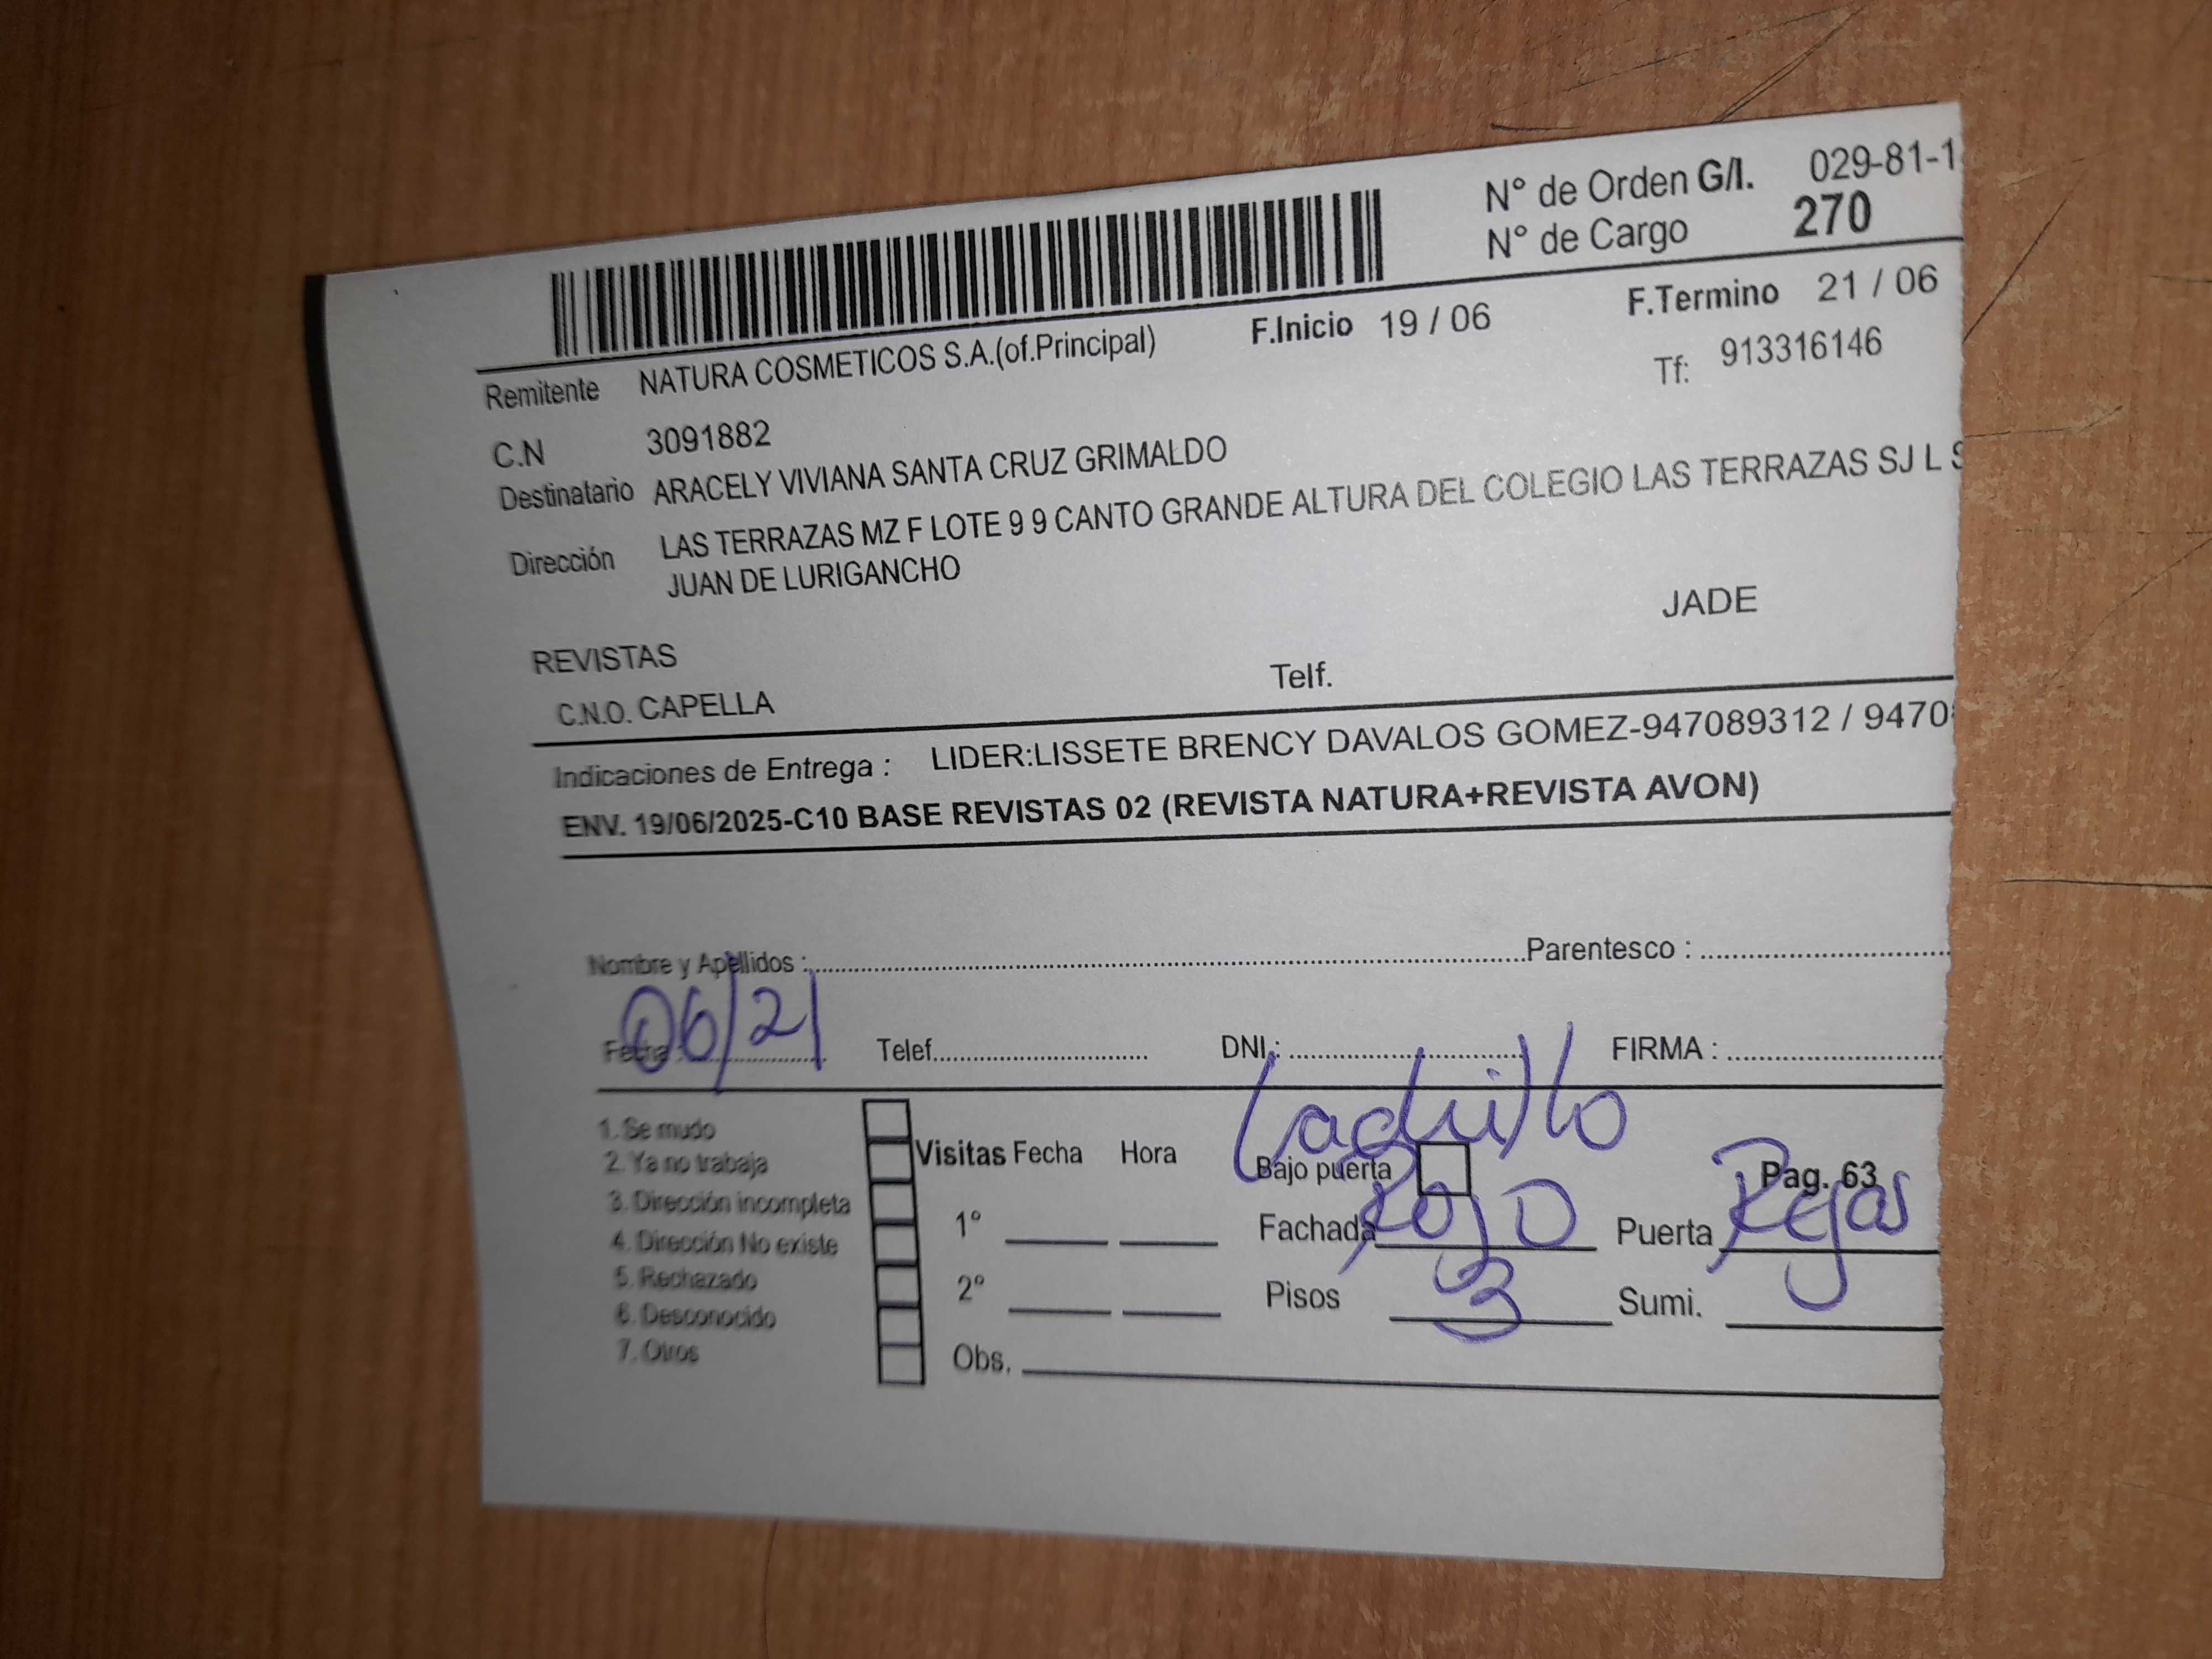 N° de Orden G/I. 029-81-1
N° de Cargo 270
F.Inicio 19 / 06 F.Termino 21 / 06
Remitente NATURA COSMETICOS S.A.(of.Principal) Tf: 913316146
C.N 3091882
Destinatario ARACELY VIVIANA SANTA CRUZ GRIMALDO
Dirección LAS TERRAZAS MZ F LOTE 9 9 CANTO GRANDE ALTURA DEL COLEGIO LAS TERRAZAS SJ L S
JUAN DE LURIGANCHO
JADE
REVISTAS
C.N.O. CAPELLA Telf.
Indicaciones de Entrega : LIDER:LISSETE BRENCY DAVALOS GOMEZ-947089312 / 9470
ENV. 19/06/2025-C10 BASE REVISTAS 02 (REVISTA NATURA+REVISTA AVON)
Nombre y Apellidos : Parentesco :
Fecha : 06/21 Telef. DNI : FIRMA :
Ladrillo
1. Se mudo
2. Ya no trabaja
3. Dirección incompleta
4. Dirección No existe
5. Rechazado
6. Desconocido
7. Otros
Visitas Fecha Hora Bajo puerta Pag. 63
1° Fachada Rojo Puerta Rejas
2° Pisos 3 Sumi.
Obs.